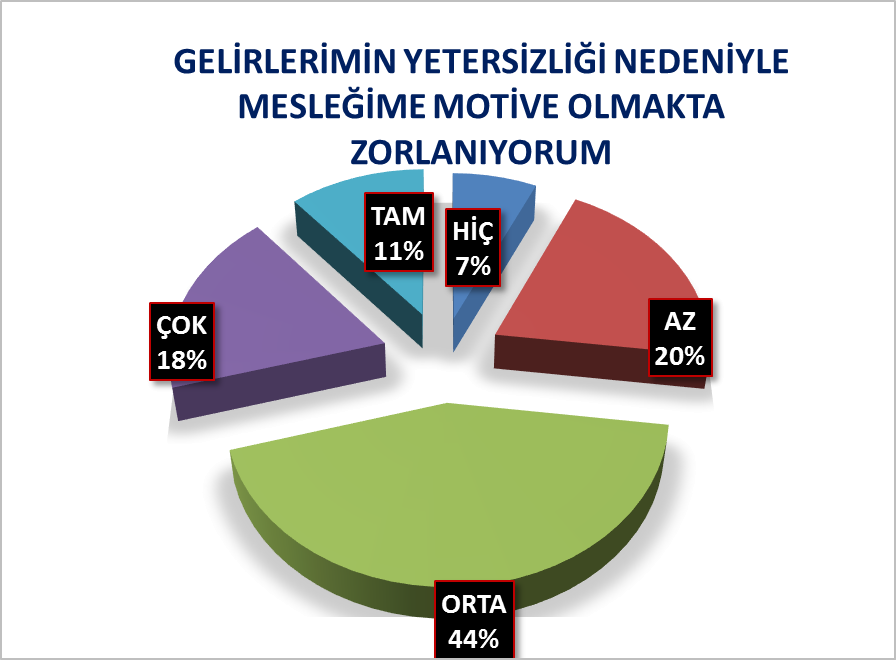 GELİRLERİMİN YETERSİZLİĞİ NEDENİYLE
MESLEĞİME MOTİVE OLMAKTA
ZORLANIYORUM
TAM
11%
HİÇ
7%
AZ
20%
ÇOK
18%
ORTA
44%